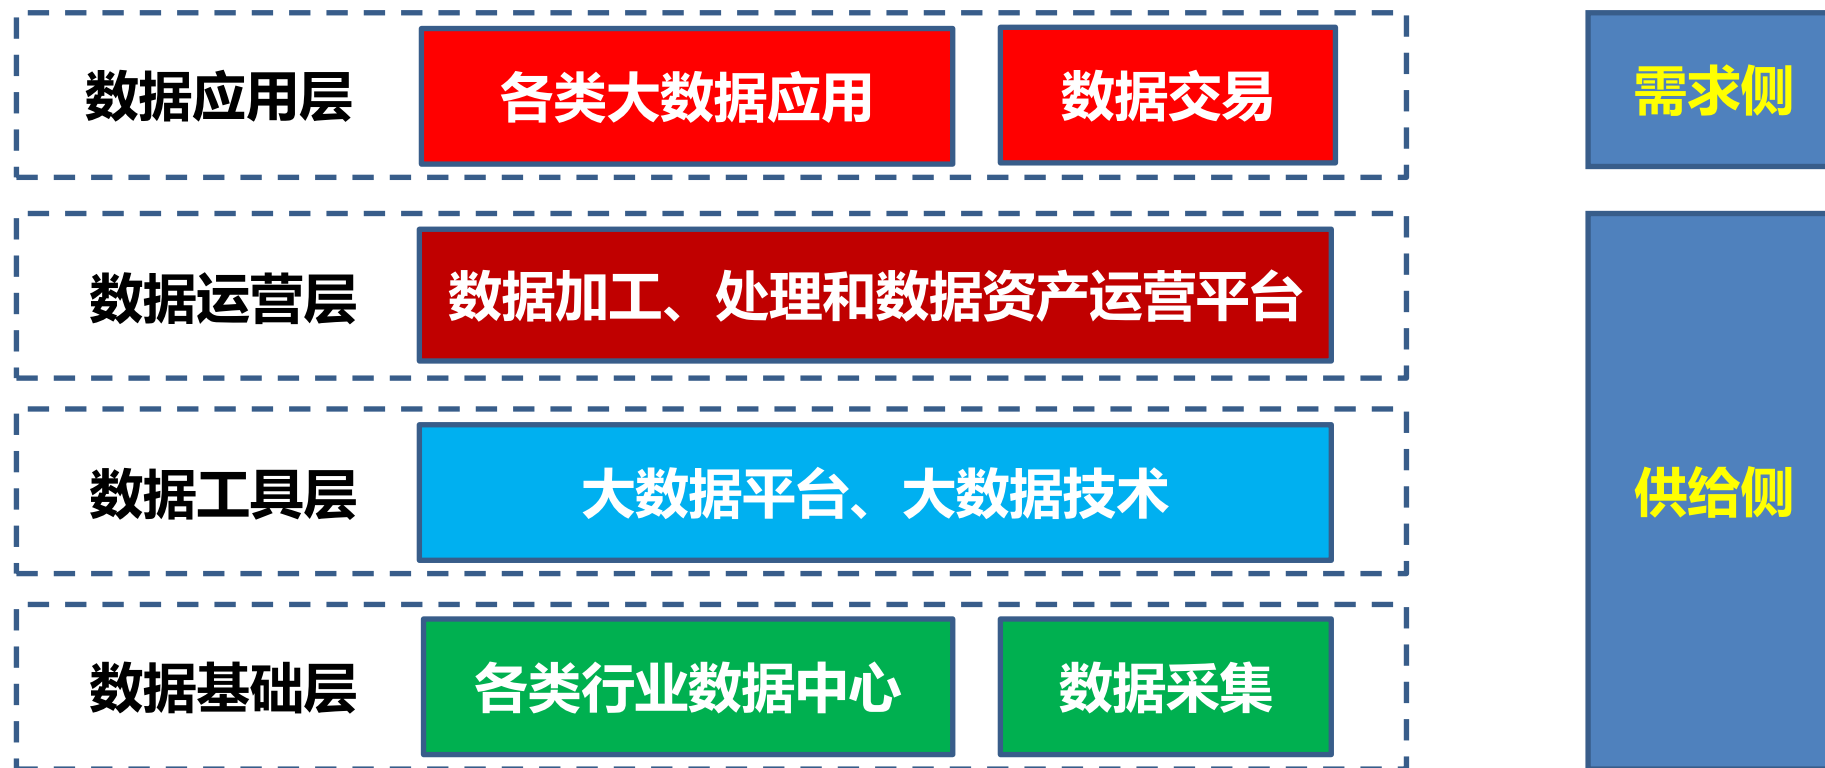 数据应用层 各类大数据应用 数据交易 需求侧
数据运营层 数据加工、处理和数据资产运营平台
数据工具层 大数据平台、大数据技术 供给侧
数据基础层 各类行业数据中心 数据采集